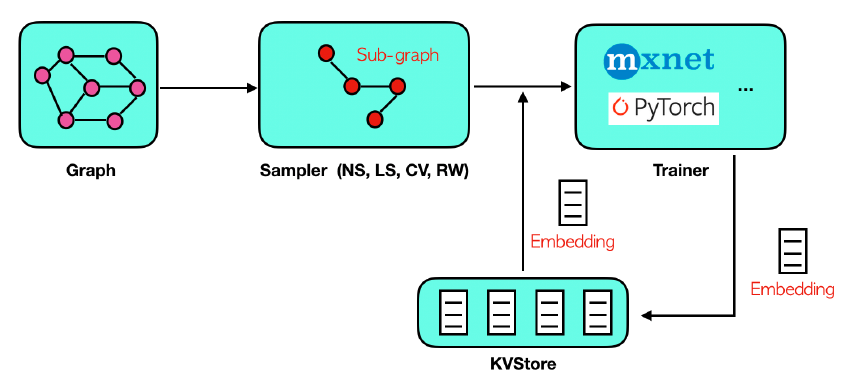 Sub-graph
mxnet
PyTorch
...
Graph
Sampler (NS, LS, CV, RW)
Trainer
Embedding
Embedding
KVStore